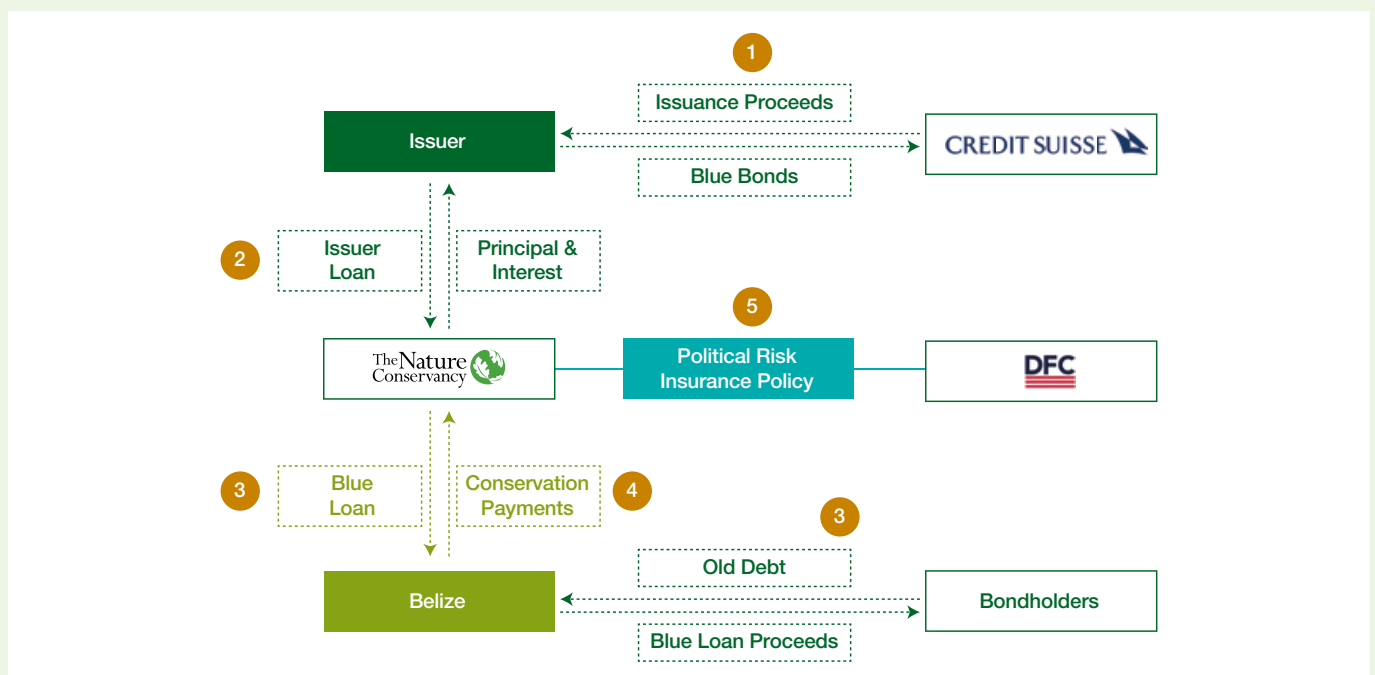 1
Issuance Proceeds
Issuer
CREDIT SUISSE
Blue Bonds
2
Issuer
Loan
Principal &
Interest
5
The Nature
Conservancy
Political Risk
Insurance Policy
DFC
3
Blue
Loan
Conservation
Payments
4
3
Old Debt
Belize
Bondholders
Blue Loan Proceeds